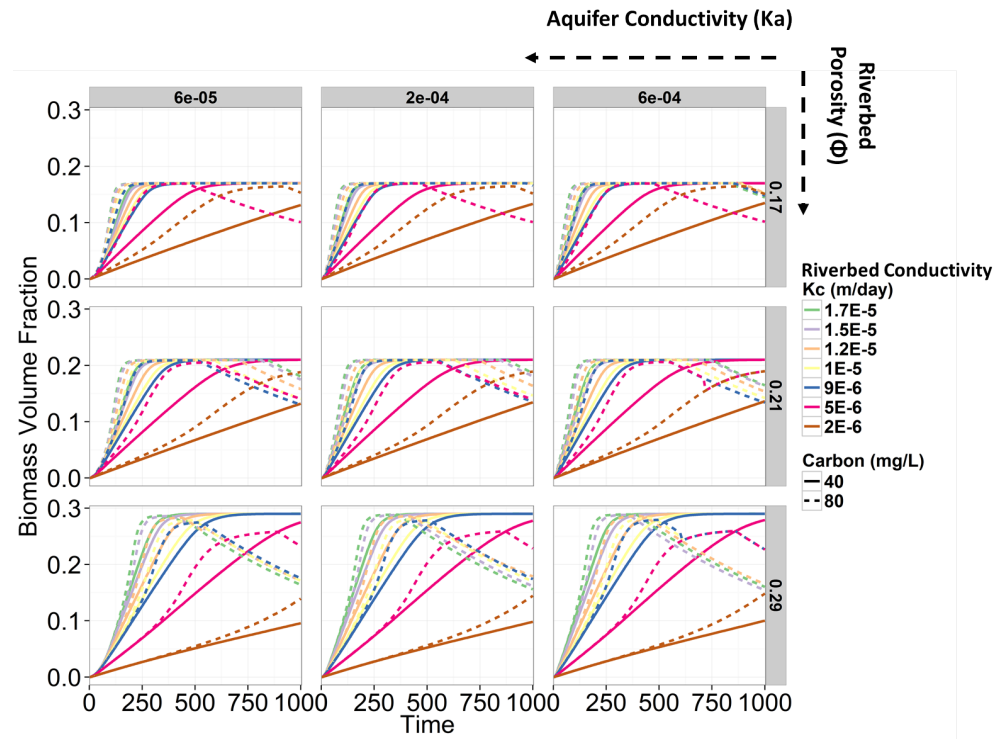 Aquifer Conductivity (Ka)
Riverbed
Porosity (Φ)
6e-05
2e-04
6e-04
0.3
0.2
0.1
0.0
0.17
0.3
0.2
0.1
0.0
0.21
0.3
0.2
0.1
0.0
0.29
Biomass Volume Fraction
0 250 500 750 1000
0 250 500 750 1000
0 250 500 750 1000
Time
Riverbed Conductivity
Kc (m/day)
1.7E-5
1.5E-5
1.2E-5
1E-5
9E-6
5E-6
2E-6
Carbon (mg/L)
40
80